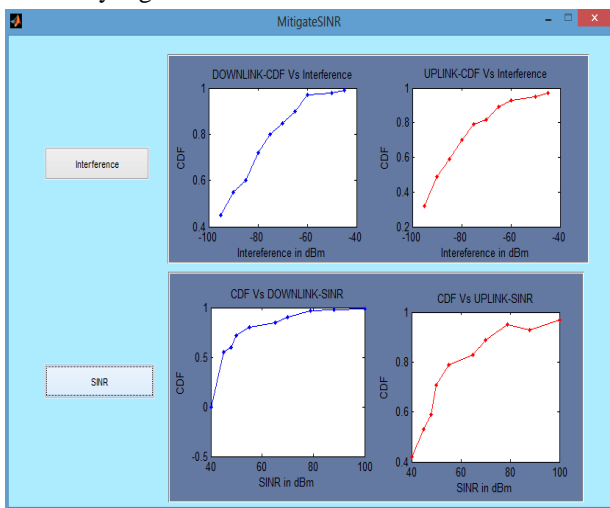 MitigateSINR
Interference
DOWNLINK-CDF Vs Interference
CDF
1
0.8
0.6
0.4
-100 -80 -60 -40
Intereference in dBm
UPLINK-CDF Vs Interference
CDF
1
0.8
0.6
0.4
0.2
-100 -80 -60 -40
Intereference in dBm
SINR
CDF Vs DOWNLINK-SINR
CDF
1
0.5
0
-0.5
40 60 80 100
SINR in dBm
CDF Vs UPLINK-SINR
CDF
1
0.8
0.6
0.4
40 60 80 100
SINR in dBm